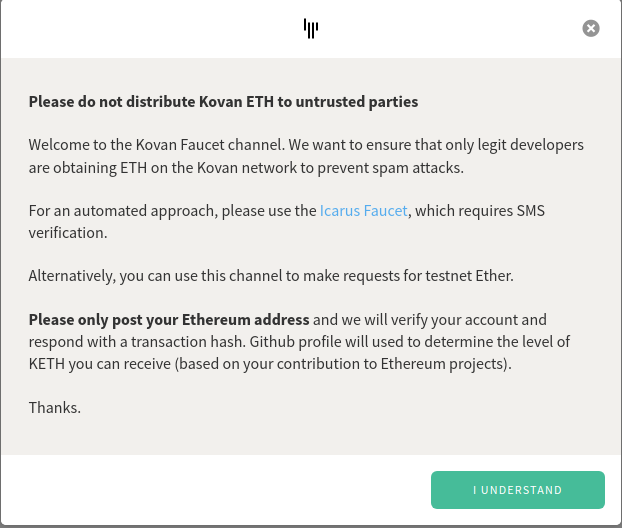 Please do not distribute Kovan ETH to untrusted parties
Welcome to the Kovan Faucet channel. We want to ensure that only legit developers
are obtaining ETH on the Kovan network to prevent spam attacks.
For an automated approach, please use the Icarus Faucet, which requires SMS
verification.
Alternatively, you can use this channel to make requests for testnet Ether.
Please only post your Ethereum address and we will verify your account and
respond with a transaction hash. Github profile will used to determine the level of
KETH you can receive (based on your contribution to Ethereum projects).
Thanks.
I UNDERSTAND